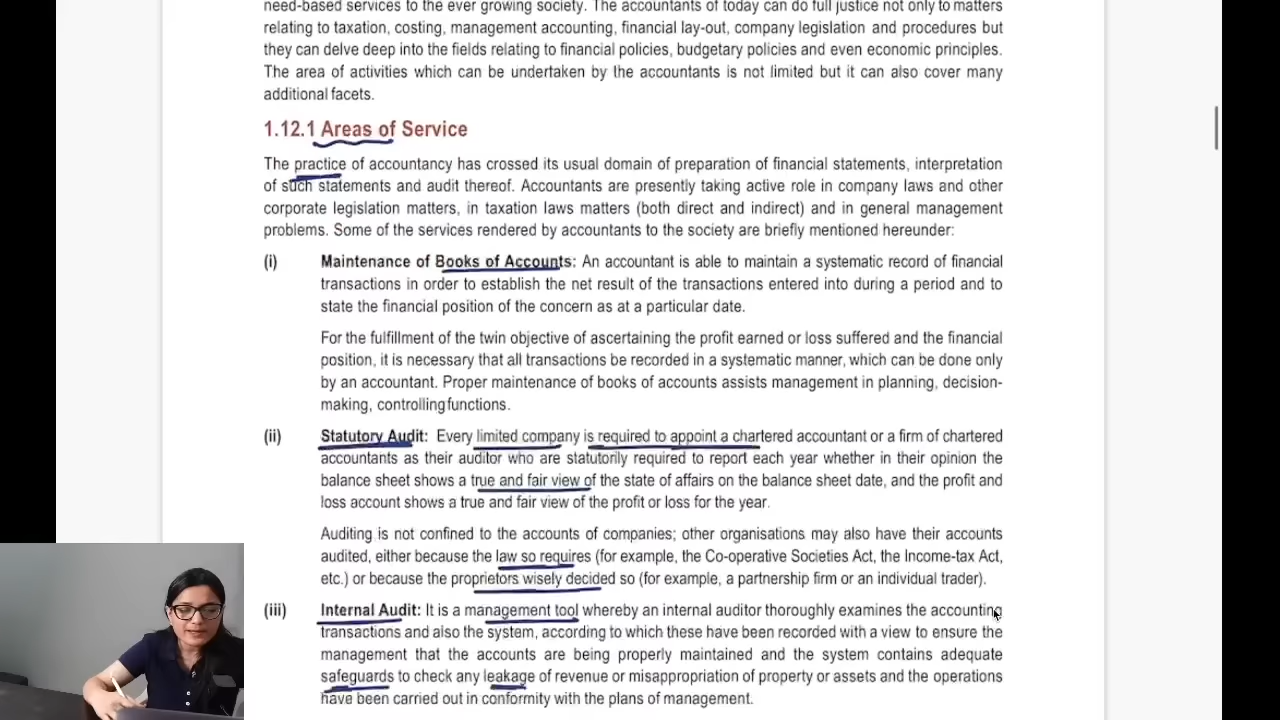 need-based services to the ever growing society. The accountants of today can do full justice not only to matters
relating to taxation, costing, management accounting, financial lay-out, company legislation and procedures but
they can delve deep into the fields relating to financial policies, budgetary policies and even economic principles.
The area of activities which can be undertaken by the accountants is not limited but it can also cover many
additional facets.
1.12.1 Areas of Service
The practice of accountancy has crossed its usual domain of preparation of financial statements, interpretation
of such statements and audit thereof. Accountants are presently taking active role in company laws and other
corporate legislation matters, in taxation laws matters (both direct and indirect) and in general management
problems. Some of the services rendered by accountants to the society are briefly mentioned hereunder:
(i) Maintenance of Books of Accounts: An accountant is able to maintain a systematic record of financial
transactions in order to establish the net result of the transactions entered into during a period and to
state the financial position of the concern as at a particular date.
For the fulfillment of the twin objective of ascertaining the profit earned or loss suffered and the financial
position, it is necessary that all transactions be recorded in a systematic manner, which can be done only
by an accountant. Proper maintenance of books of accounts assists management in planning, decision-
making, controlling functions.
(ii) Statutory Audit: Every limited company is required to appoint a chartered accountant or a firm of chartered
accountants as their auditor who are statutorily required to report each year whether in their opinion the
balance sheet shows a true and fair view of the state of affairs on the balance sheet date, and the profit and
loss account shows a true and fair view of the profit or loss for the year.
Auditing is not confined to the accounts of companies; other organisations may also have their accounts
audited, either because the law so requires (for example, the Co-operative Societies Act, the Income-tax Act,
etc.) or because the proprietors wisely decided so (for example, a partnership firm or an individual trader).
(iii) Internal Audit: It is a management tool whereby an internal auditor thoroughly examines the accounting
transactions and also the system, according to which these have been recorded with a view to ensure the
management that the accounts are being properly maintained and the system contains adequate
safeguards to check any leakage of revenue or misappropriation of property or assets and the operations
have been carried out in conformity with the plans of management.